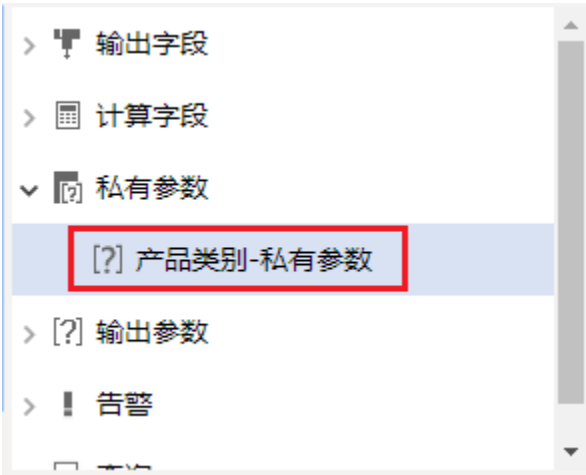 输出字段
计算字段
私有参数
[?] 产品类别-私有参数
[?] 输出参数
告警